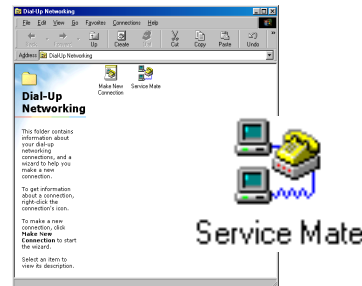 Dial-Up Networking
File Edit View Go Favorites Connections Help
Up Create Dial Cut Copy Paste Undo
Address Dial-Up Networking
Make New
Connection
Service Mate
Dial-Up
Networking
This folder contains
information about
your dial-up
networking
connections, and a
wizard to help you
make a new
connection.
To get information
about a connection,
right-click the
connection's icon.
To make a new
connection, click
Make New
Connection to start
the wizard.
Select an item to
view its description.
Service Mate